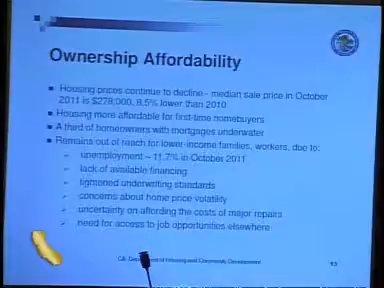 Ownership Affordability
Housing prices continue to decline - median sale price in October
2011 is $278,000, 8.5% lower than 2010
Housing more affordable for first-time homebuyers
A third of homeowners with mortgages underwater
Remains out of reach for lower-income families, workers, due to:
unemployment – 11.7% in October 2011
lack of available financing
tightened underwriting standards
concerns about home price volatility
uncertainty on affording the costs of major repairs
need for access to job opportunities elsewhere
CA Department of Housing and Community Development